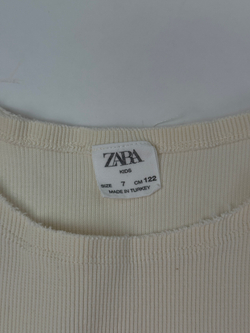 ZARA
KIDS
SIZE 7 CM 122
MADE IN TURKEY